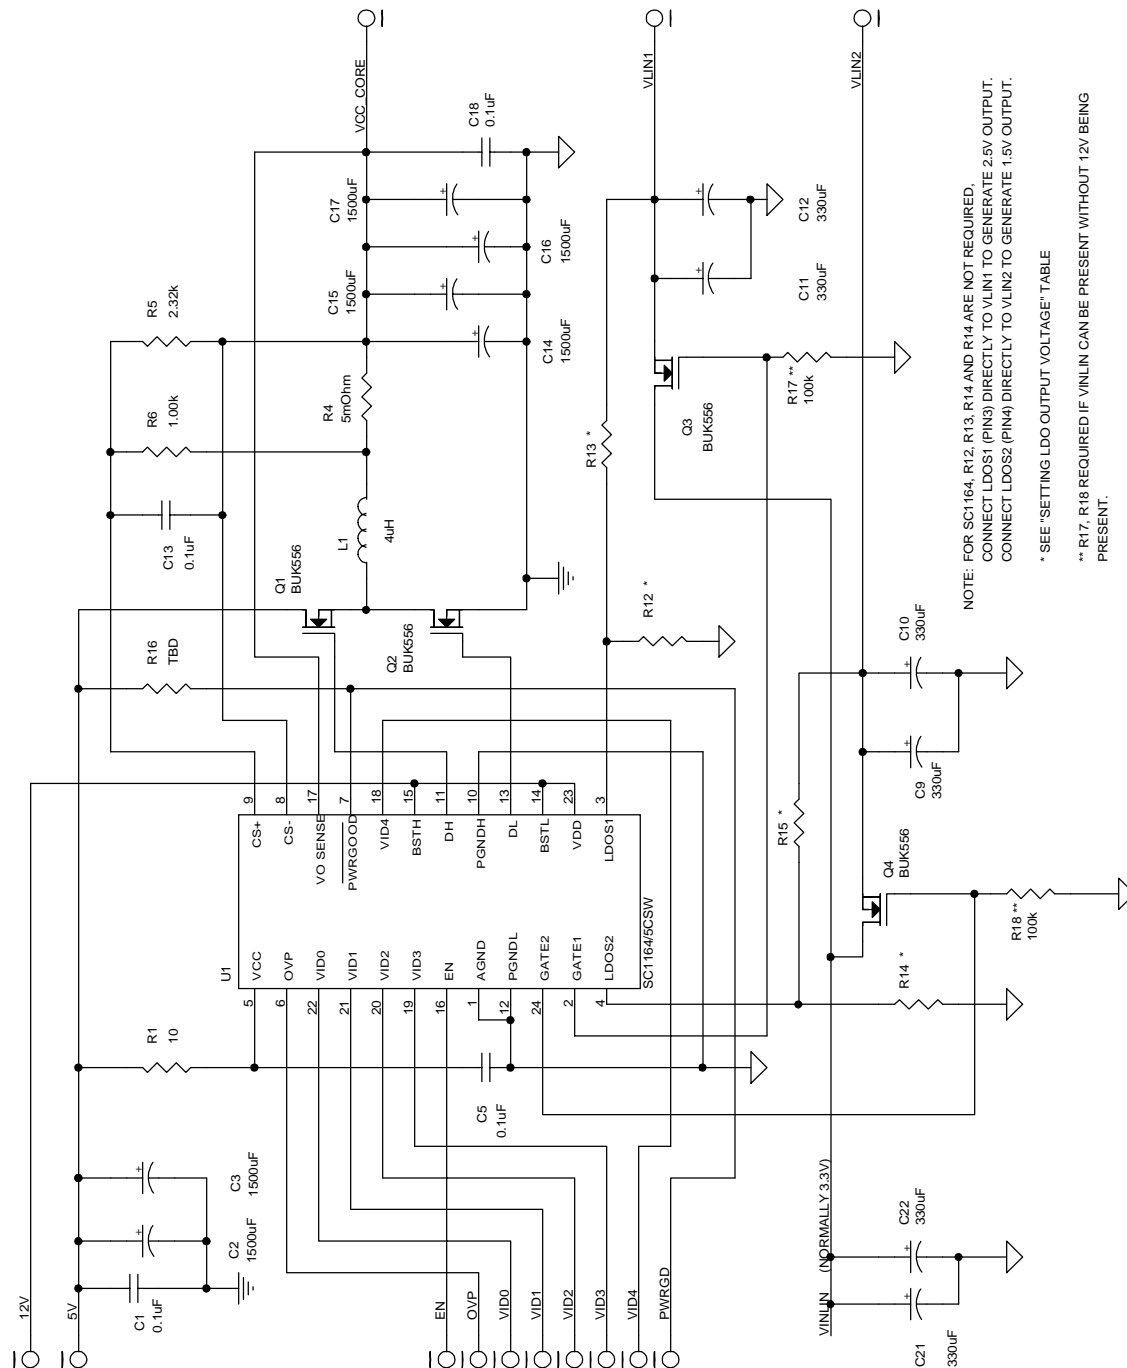 12V
5V
C1
0.1uF
C2
1500uF
C3
1500uF
R1
10
C5
0.1uF
EN
OVP
VID0
VID1
VID2
VID3
VID4
PWRGD
U1
5
VCC
6
OVP
22
VID0
21
VID1
20
VID2
19
VID3
16
EN
1
AGND
12
PGNDL
24
GATE2
2
GATE1
4
LDOS2
SC1164/5CSW
CS+
9
CS-
8
VO SENSE
17
PWRGOOD
7
VID4
18
BSTH
15
DH
11
PGNDH
10
DL
13
BSTL
14
VDD
23
LDOS1
3
R16
TBD
Q1
BUK556
Q2
BUK556
C13
0.1uF
R6
1.00k
R5
2.32k
L1
4uH
R4
5mOhm
C14
1500uF
C15
1500uF
C16
1500uF
C17
1500uF
C18
0.1uF
VCC_CORE
R12 *
R13 *
Q3
BUK556
R17 **
100k
C11
330uF
C12
330uF
VLIN1
VINLIN (NORMALLY 3.3V)
C21
330uF
C22
330uF
R14 *
R15 *
Q4
BUK556
R18 **
100k
C9
330uF
C10
330uF
VLIN2
NOTE: FOR SC1164, R12, R13, R14 AND R14 ARE NOT REQUIRED,
CONNECT LDOS1 (PIN3) DIRECTLY TO VLIN1 TO GENERATE 2.5V OUTPUT.
CONNECT LDOS2 (PIN4) DIRECTLY TO VLIN2 TO GENERATE 1.5V OUTPUT.
* SEE "SETTING LDO OUTPUT VOLTAGE" TABLE
** R17, R18 REQUIRED IF VINLIN CAN BE PRESENT WITHOUT 12V BEING
PRESENT.